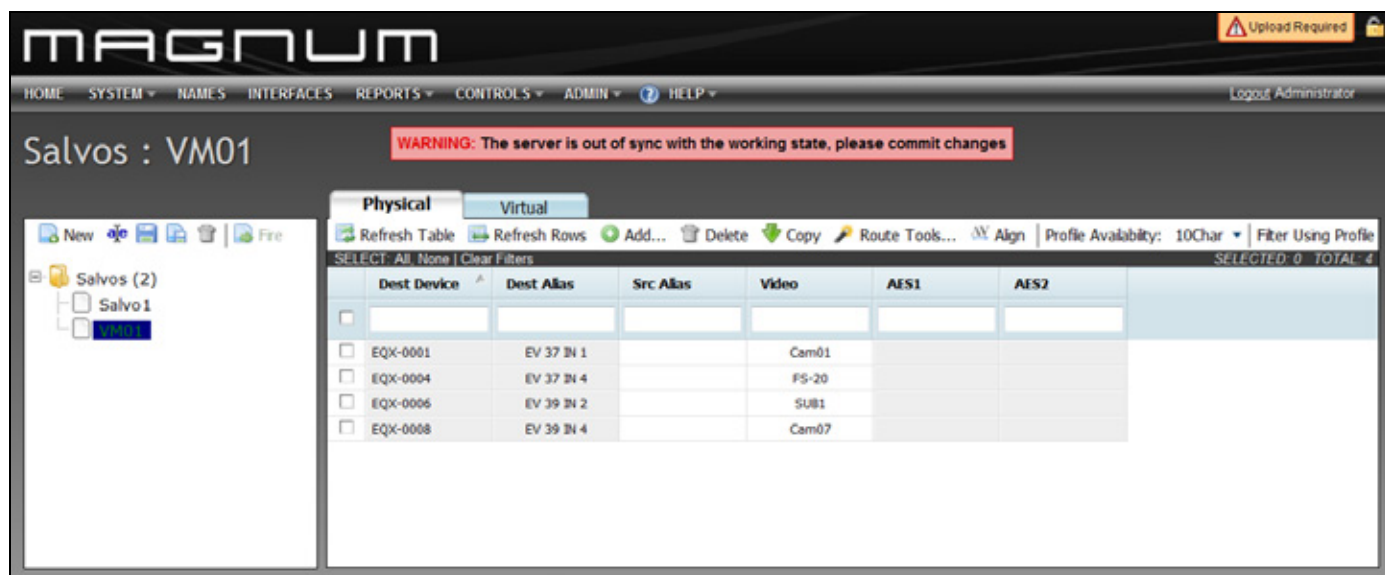 MAGNUM
Upload Required
HOME SYSTEM NAMES INTERFACES REPORTS CONTROLS ADMIN ? HELP
Logout Administrator
Salvos : VM01
WARNING: The server is out of sync with the working state, please commit changes
Physical Virtual
New Fire
Refresh Table Refresh Rows Add... Delete Copy Route Tools... Align Profile Availability: 10Char Filter Using Profile
SELECT: All, None | Clear Filters SELECTED: 0 TOTAL: 4
Salvos (2)
Salvo1
VM01
Dest Device Dest Alias Src Alias Video AES1 AES2
EQX-0001 EV 37 IN 1 Cam01
EQX-0004 EV 37 IN 4 FS-20
EQX-0006 EV 39 IN 2 SUB1
EQX-0008 EV 39 IN 4 Cam07